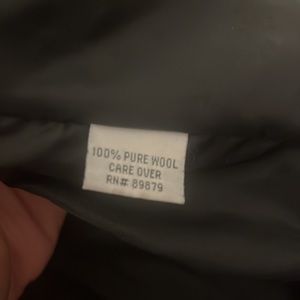 100% PURE WOOL
CARE OVER
RN# 89879